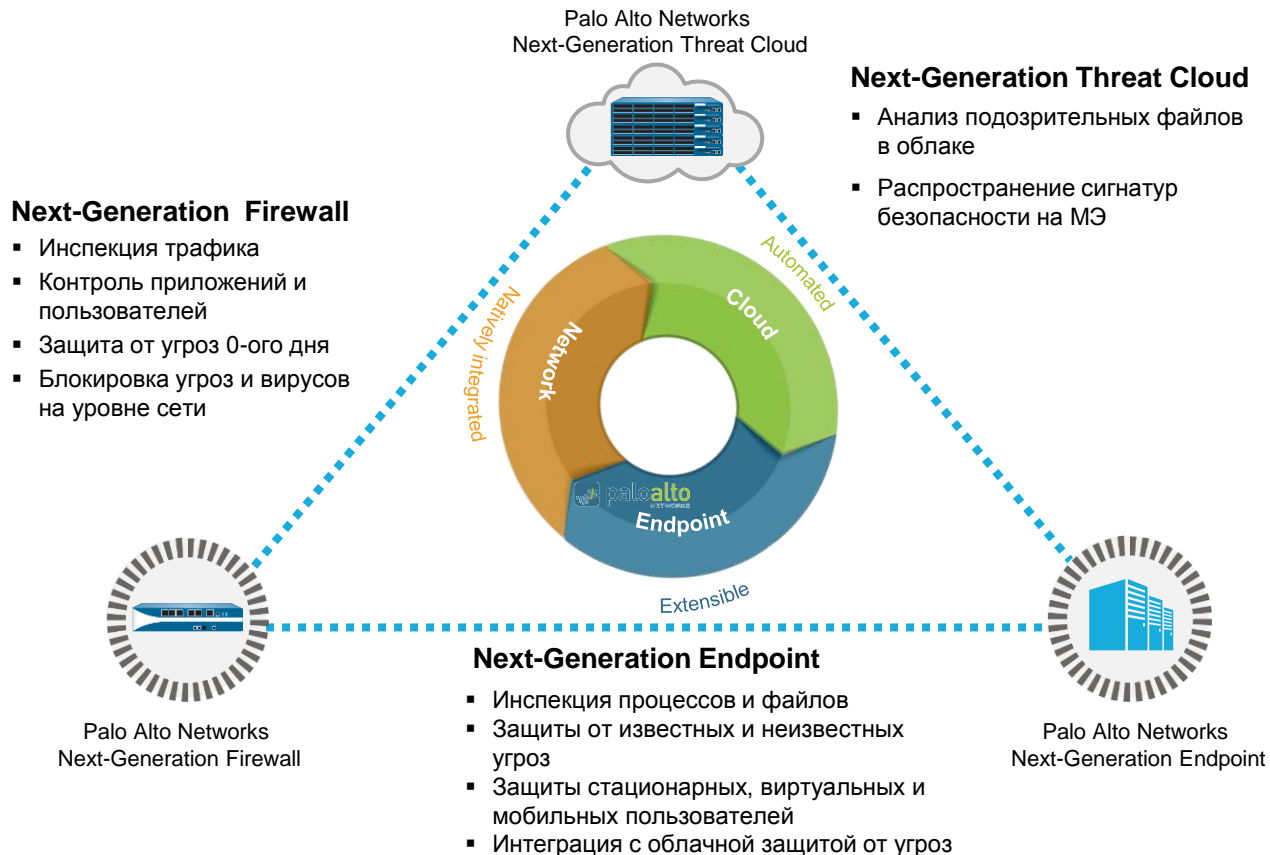 Palo Alto Networks
Next-Generation Threat Cloud
Next-Generation Threat Cloud
▪ Анализ подозрительных файлов
в облаке
▪ Распространение сигнатур
безопасности на МЭ
Next-Generation Firewall
▪ Инспекция трафика
▪ Контроль приложений и
пользователей
▪ Защита от угроз 0-ого дня
▪ Блокировка угроз и вирусов
на уровне сети
Natively integrated
Network
Cloud
Automated
paloalto
NETWORKS
Endpoint
Extensible
Palo Alto Networks
Next-Generation Firewall
Next-Generation Endpoint
▪ Инспекция процессов и файлов
▪ Защиты от известных и неизвестных
угроз
▪ Защиты стационарных, виртуальных и
мобильных пользователей
▪ Интеграция с облачной защитой от угроз
Palo Alto Networks
Next-Generation Endpoint